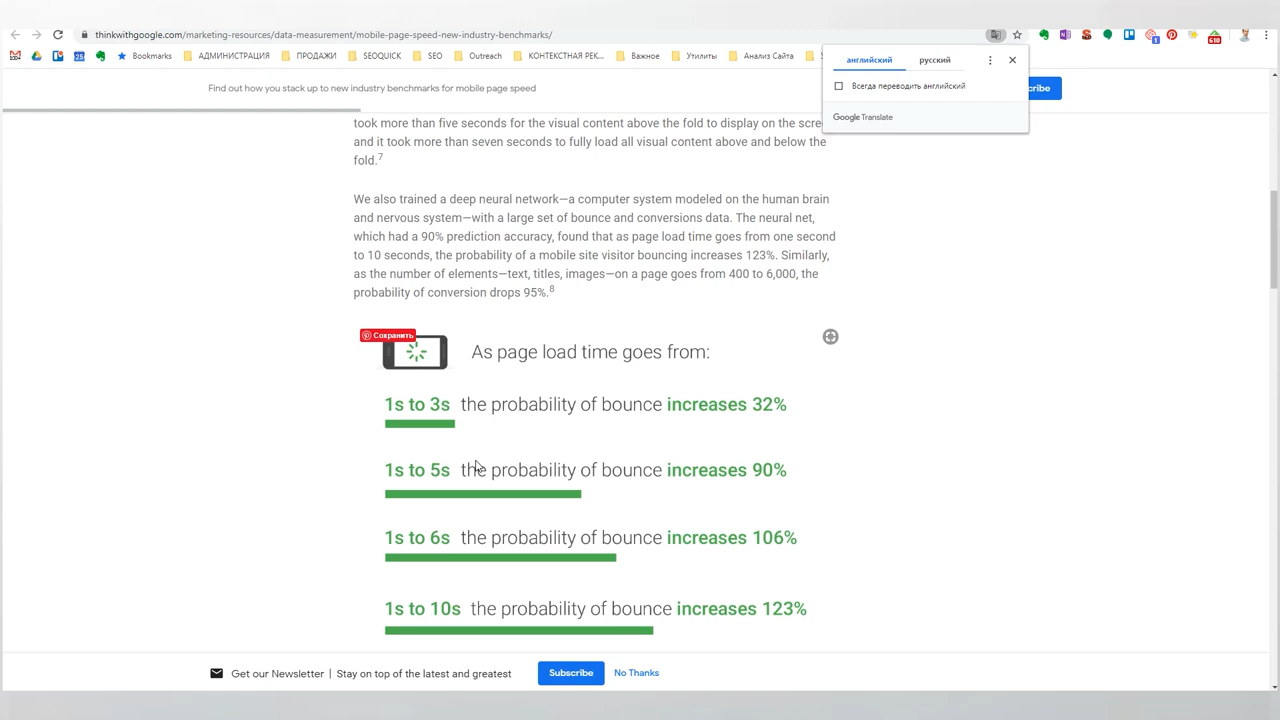 thinkwithgoogle.com/marketing-resources/data-measurement/mobile-page-speed-new-industry-benchmarks/
Bookmarks АДМИНИСТРАЦИЯ ПРОДАЖИ SEOQUICK SEO Outreach КОНТЕКСТНАЯ РЕК... Важное Утилиты Анализ Сайта
английский русский
Всегда переводить английский
Google Translate
Find out how you stack up to new industry benchmarks for mobile page speed
cribe
took more than five seconds for the visual content above the fold to display on the scre
and it took more than seven seconds to fully load all visual content above and below the
fold.7
We also trained a deep neural network—a computer system modeled on the human brain
and nervous system—with a large set of bounce and conversions data. The neural net,
which had a 90% prediction accuracy, found that as page load time goes from one second
to 10 seconds, the probability of a mobile site visitor bouncing increases 123%. Similarly,
as the number of elements—text, titles, images—on a page goes from 400 to 6,000, the
probability of conversion drops 95%.8
Сохранить
As page load time goes from:
1s to 3s the probability of bounce increases 32%
1s to 5s the probability of bounce increases 90%
1s to 6s the probability of bounce increases 106%
1s to 10s the probability of bounce increases 123%
Get our Newsletter | Stay on top of the latest and greatest Subscribe No Thanks